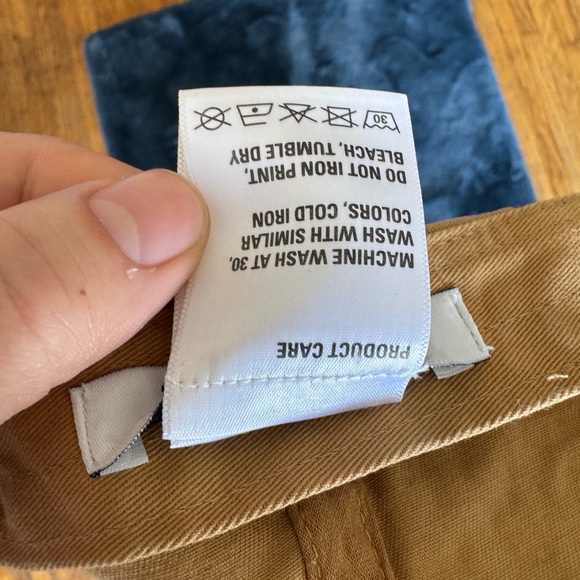 PRODUCT CARE
MACHINE WASH AT 30,
WASH WITH SIMILAR
COLORS, COLD IRON
DO NOT IRON PRINT,
BLEACH, TUMBLE DRY
30